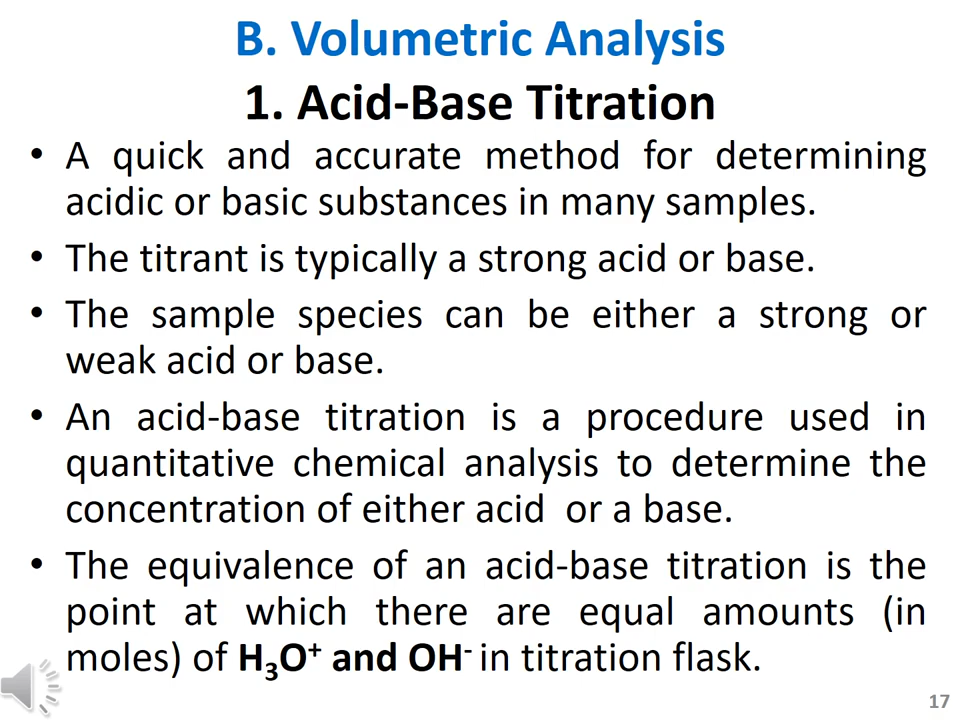 B. Volumetric Analysis
1. Acid-Base Titration
• A quick and accurate method for determining
acidic or basic substances in many samples.
• The titrant is typically a strong acid or base.
• The sample species can be either a strong or
weak acid or base.
• An acid-base titration is a procedure used in
quantitative chemical analysis to determine the
concentration of either acid or a base.
• The equivalence of an acid-base titration is the
point at which there are equal amounts (in
moles) of H₃O⁺ and OH⁻ in titration flask.
17